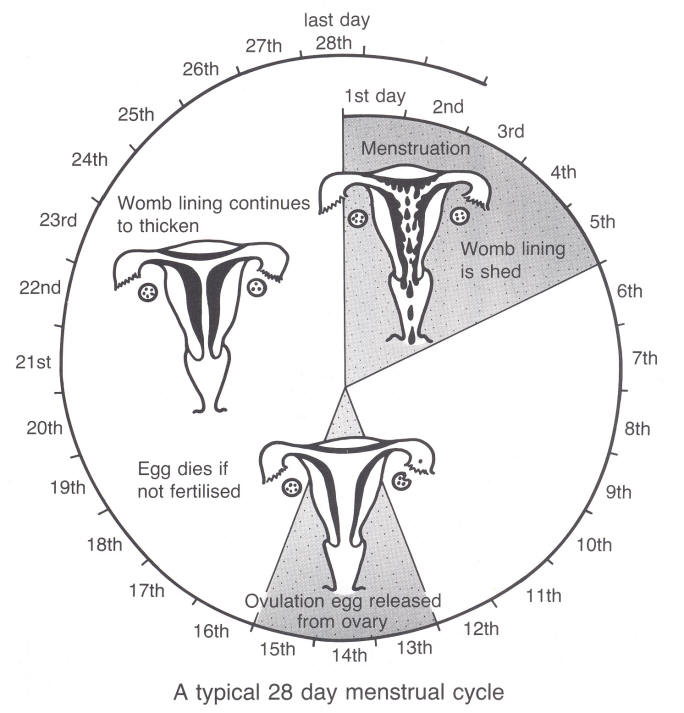 last day
28th
27th
26th
25th
24th
23rd
22nd
21st
20th
19th
18th
17th
16th
15th
14th
13th
12th
11th
10th
9th
8th
7th
6th
5th
4th
3rd
2nd
1st day
Menstruation
Womb lining
is shed
Womb lining continues
to thicken
Egg dies if
not fertilised
Ovulation egg released
from ovary
A typical 28 day menstrual cycle